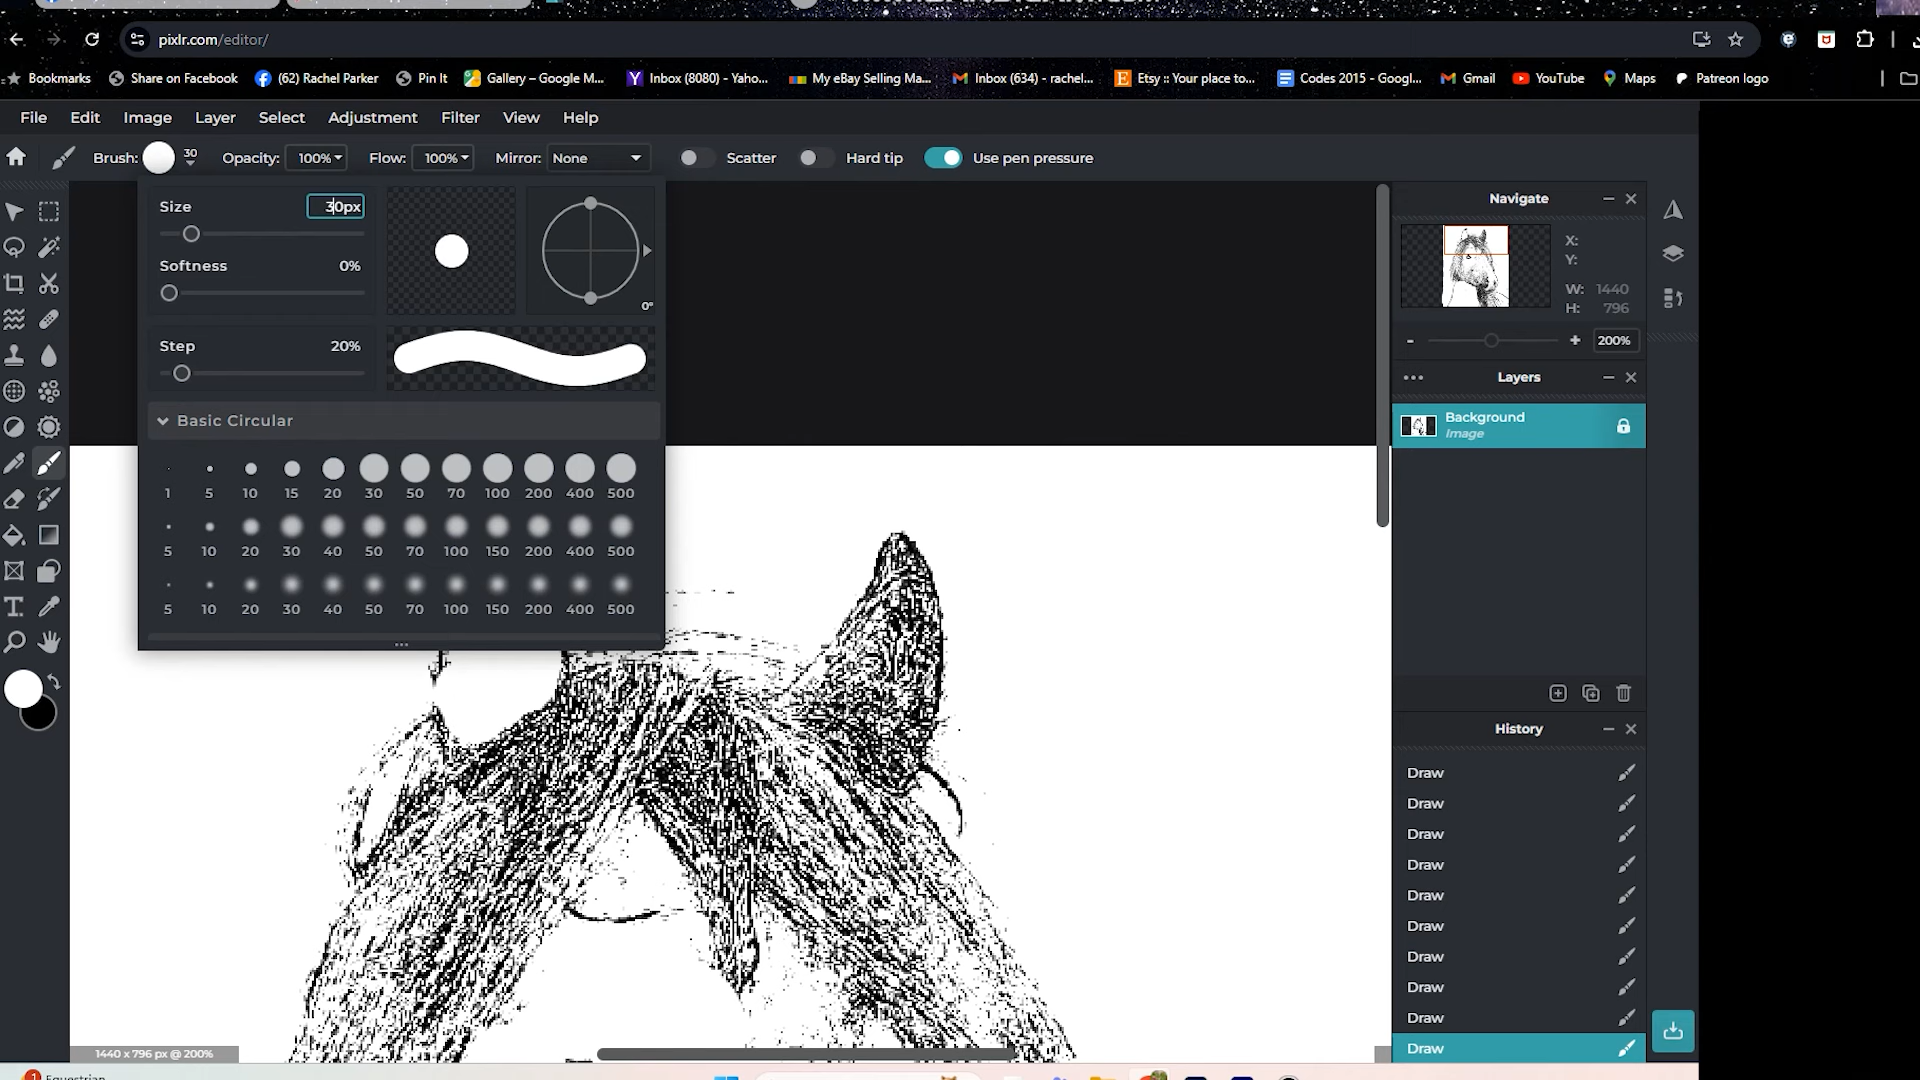 pixlr.com/editor/
Bookmarks Share on Facebook (62) Rachel Parker Pin It Gallery – Google M... Inbox (8080) - Yaho... My eBay Selling Ma... Inbox (634) - rachel... Etsy :: Your place to... Codes 2015 - Googl... Gmail YouTube Maps Patreon logo
File Edit Image Layer Select Adjustment Filter View Help
Brush: 30 Opacity: 100% Flow: 100% Mirror: None Scatter Hard tip Use pen pressure
Size 30px
Softness 0%
0°
Step 20%
Basic Circular
1 5 10 15 20 30 50 70 100 200 400 500
5 10 20 30 40 50 70 100 150 200 400 500
5 10 20 30 40 50 70 100 150 200 400 500
Navigate
X:
Y:
W: 1440
H: 796
- + 200%
Layers
Background
Image
History
Draw
Draw
Draw
Draw
Draw
Draw
Draw
Draw
Draw
Draw
1440 x 796 px @ 200%
1 Equestrian